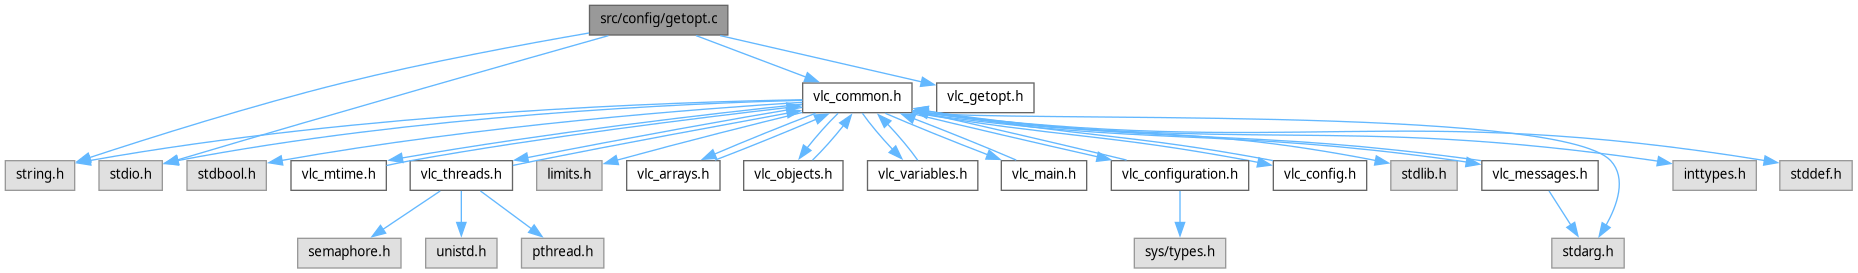 src/config/getopt.c
vlc_common.h
vlc_getopt.h
string.h
stdio.h
stdbool.h
vlc_mtime.h
vlc_threads.h
limits.h
vlc_arrays.h
vlc_objects.h
vlc_variables.h
vlc_main.h
vlc_configuration.h
vlc_config.h
stdlib.h
vlc_messages.h
inttypes.h
stddef.h
semaphore.h
unistd.h
pthread.h
sys/types.h
stdarg.h